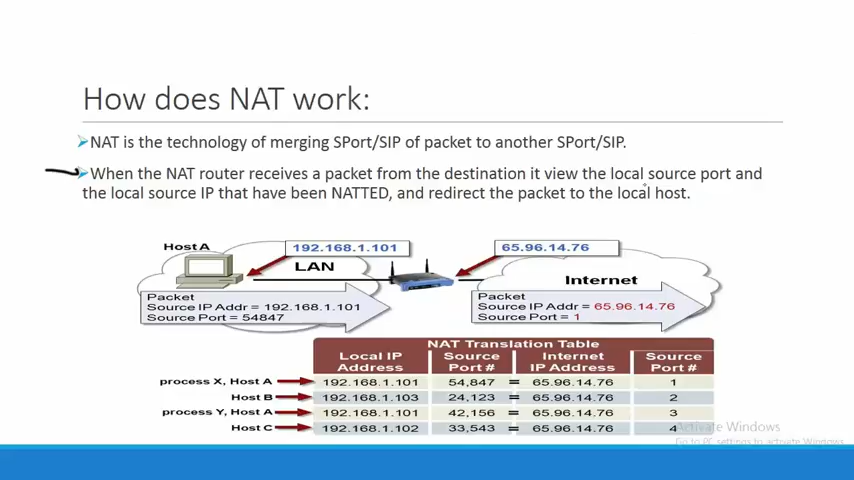 How does NAT work:
NAT is the technology of merging SPort/SIP of packet to another SPort/SIP.
When the NAT router receives a packet from the destination it view the local source port and
the local source IP that have been NATTED, and redirect the packet to the local host.
Host A
192.168.1.101
65.96.14.76
LAN
Internet
Packet
Source IP Addr = 192.168.1.101
Source Port = 54847
Packet
Source IP Addr = 65.96.14.76
Source Port = 1
NAT Translation Table
Local IP Address Source Port # Internet IP Address Source Port #
process X, Host A 192.168.1.101 54,847 = 65.96.14.76 1
Host B 192.168.1.103 24,123 = 65.96.14.76 2
process Y, Host A 192.168.1.101 42,156 = 65.96.14.76 3
Host C 192.168.1.102 33,543 = 65.96.14.76 4
Activate Windows
Go to PC settings to activate Windows.